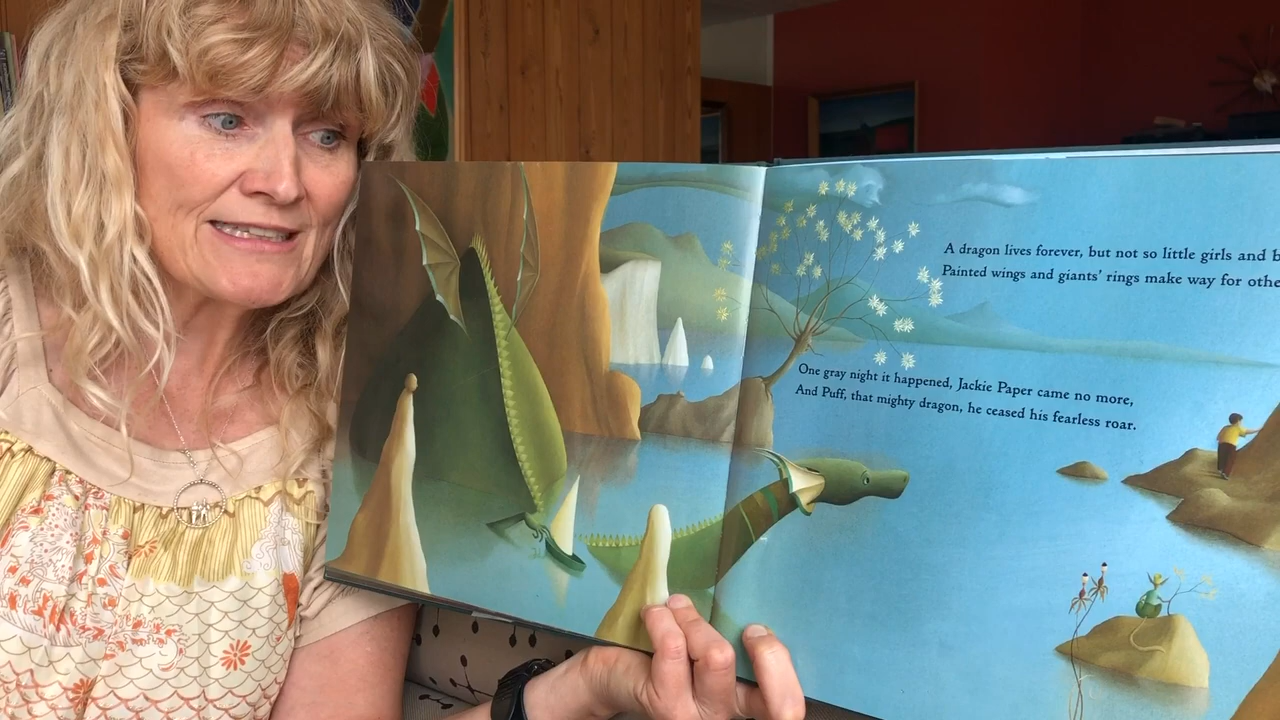 A dragon lives forever, but not so little girls and
Painted wings and giants' rings make way for
One gray night it happened, Jackie Paper came no more,
And Puff, that mighty dragon, he ceased his fearless roar.